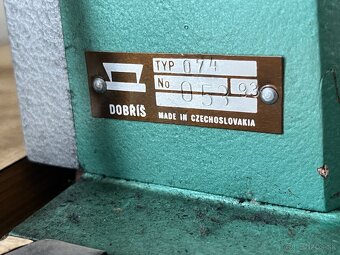 TYP 074
No 053 93
DOBŘÍŠ MADE IN CZECHOSLOVAKIA